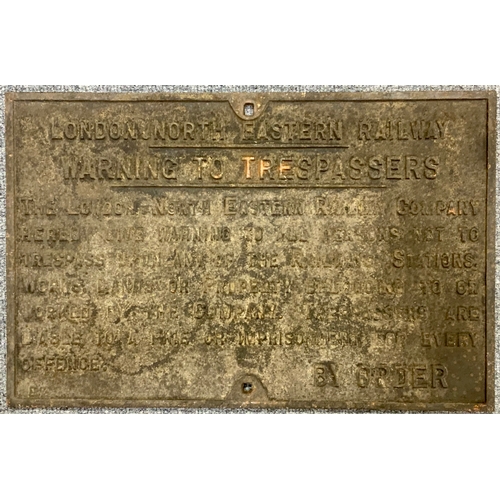 LONDON & NORTH EASTERN RAILWAY
WARNING TO TRESPASSERS
THE LONDON & NORTH EASTERN RAILWAY COMPANY
HEREBY GIVE WARNING TO ALL PERSONS NOT TO
TRESPASS UPON ANY OF THE RAILWAYS, STATIONS,
WORKS, LANDS OR PROPERTY BELONGING TO OR
WORKED BY THE COMPANY. TRESPASSERS ARE
LIABLE TO A FINE OR IMPRISONMENT FOR EVERY
OFFENCE.
BY ORDER